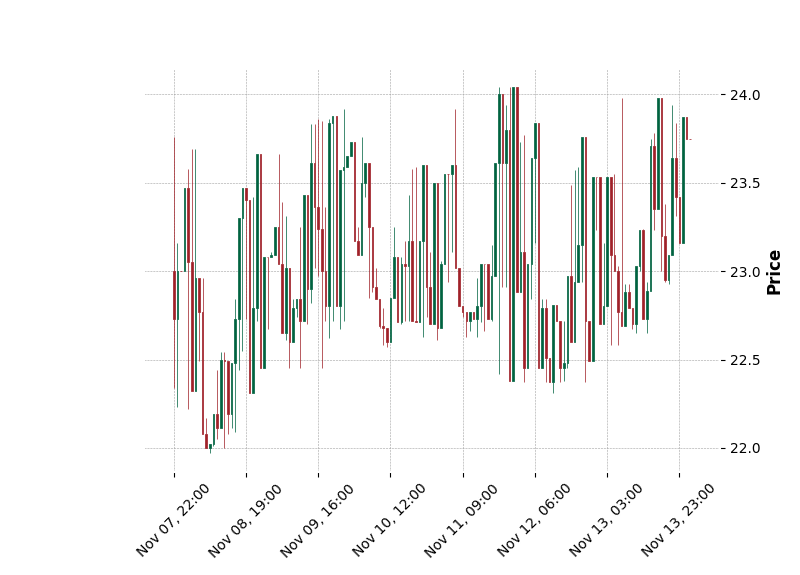 24.0
23.5
23.0
22.5
22.0
Price
Nov 07, 22:00
Nov 08, 19:00
Nov 09, 16:00
Nov 10, 12:00
Nov 11, 09:00
Nov 12, 06:00
Nov 13, 03:00
Nov 13, 23:00